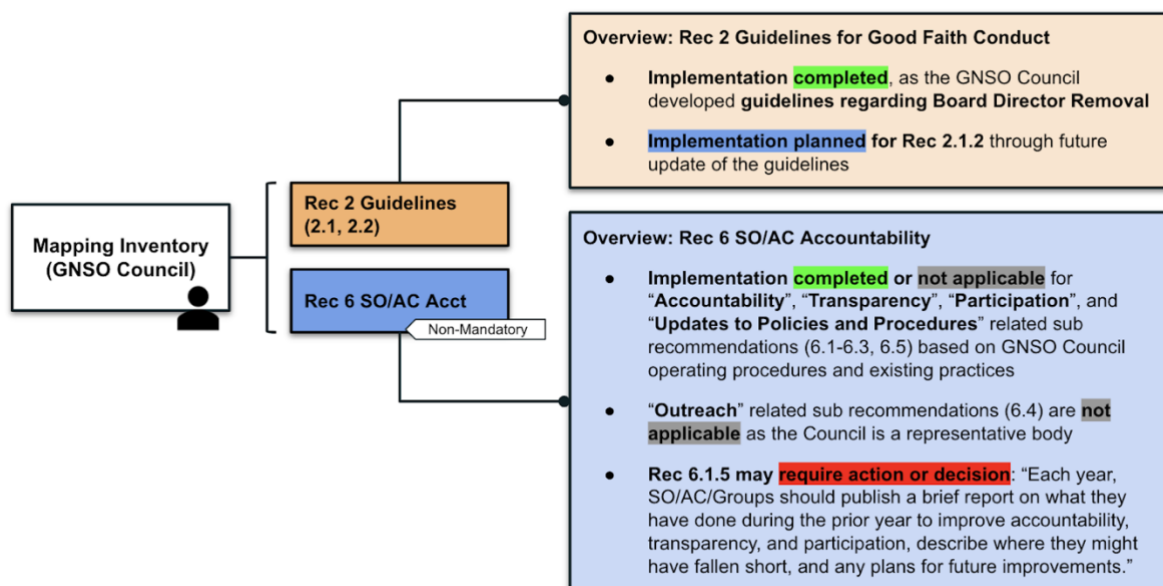 Mapping Inventory
(GNSO Council)
Rec 2 Guidelines
(2.1, 2.2)
Rec 6 SO/AC Acct
Non-Mandatory
Overview: Rec 2 Guidelines for Good Faith Conduct
● Implementation completed, as the GNSO Council
developed guidelines regarding Board Director Removal
● Implementation planned for Rec 2.1.2 through future
update of the guidelines
Overview: Rec 6 SO/AC Accountability
● Implementation completed or not applicable for
“Accountability”, “Transparency”, “Participation”, and
“Updates to Policies and Procedures” related sub
recommendations (6.1-6.3, 6.5) based on GNSO Council
operating procedures and existing practices
● “Outreach” related sub recommendations (6.4) are not
applicable as the Council is a representative body
● Rec 6.1.5 may require action or decision: “Each year,
SO/AC/Groups should publish a brief report on what they
have done during the prior year to improve accountability,
transparency, and participation, describe where they might
have fallen short, and any plans for future improvements.”